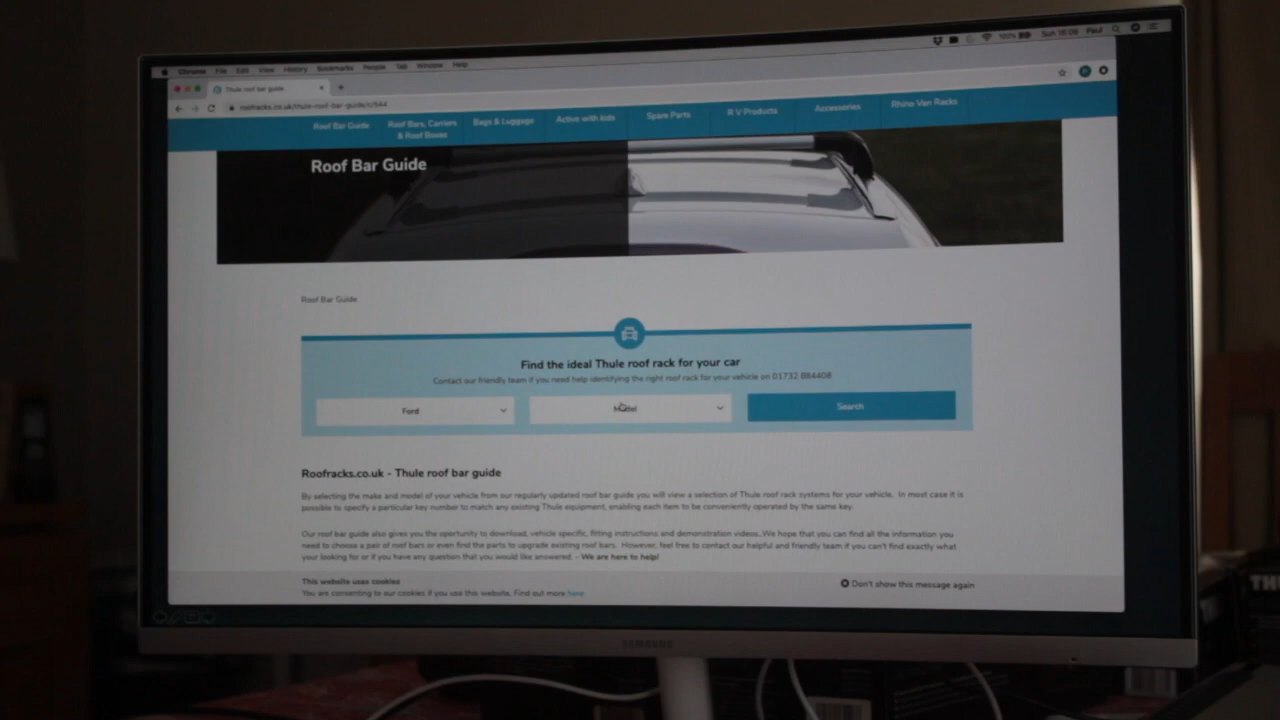 Chrome File Edit View History Bookmarks People Tab Window Help 100% Sun 16:08 Paul
Thule roof bar guide
roofracks.co.uk/thule-roof-bar-guide/c/544
Roof Bar Guide
Roof Bars, Carriers
& Roof Boxes
Bags & Luggage
Active with kids
Spare Parts
R V Products
Accessories
Rhino Van Racks
Roof Bar Guide
Roof Bar Guide
Find the ideal Thule roof rack for your car
Contact our friendly team if you need help identifying the right roof rack for your vehicle on 01732 884408
Ford
Model
Search
Roofracks.co.uk - Thule roof bar guide
By selecting the make and model of your vehicle from our regularly updated roof bar guide you will view a selection of Thule roof rack systems for your vehicle. In most case it is
possible to specify a particular key number to match any existing Thule equipment, enabling each item to be conveniently operated by the same key.
Our roof bar guide also gives you the oportunity to download, vehicle specific, fitting instructions and demonstration videos..We hope that you can find all the information you
need to choose a pair of roof bars or even find the parts to upgrade existing roof bars. However, feel free to contact our helpful and friendly team if you can't find exactly what
your looking for or if you have any question that you would like answered. - We are here to help!
This website uses cookies
You are consenting to our cookies if you use this website. Find out more here
Don't show this message again
SAMSUNG